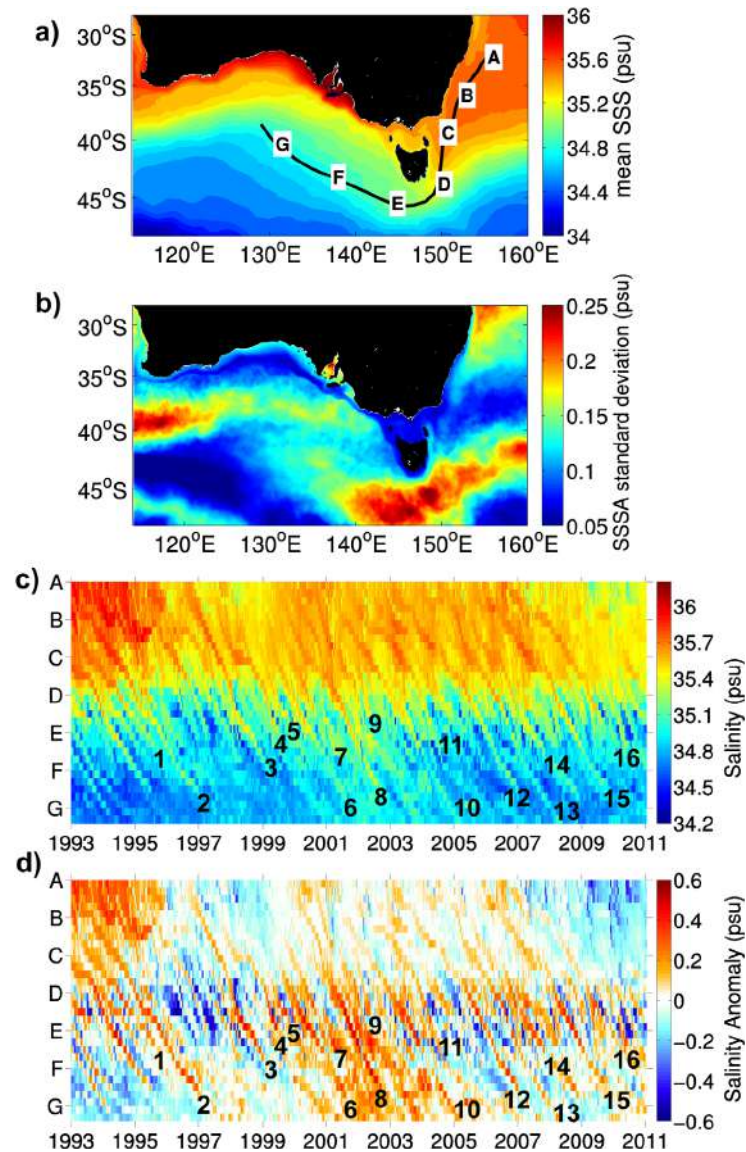 a)
30°S
35°S
40°S
45°S
A
B
C
D
E
F
G
120°E 130°E 140°E 150°E 160°E
36
35.6
35.2
34.8
34.4
34
mean SSS (psu)
b)
30°S
35°S
40°S
45°S
120°E 130°E 140°E 150°E 160°E
0.25
0.2
0.15
0.1
0.05
SSSA standard deviation (psu)
c)
A
B
C
D
E
F
G
1 2 3 4 5 6 7 8 9 10 11 12 13 14 15 16
1993 1995 1997 1999 2001 2003 2005 2007 2009 2011
36
35.7
35.4
35.1
34.8
34.5
34.2
Salinity (psu)
d)
A
B
C
D
E
F
G
1 2 3 4 5 6 7 8 9 10 11 12 13 14 15 16
1993 1995 1997 1999 2001 2003 2005 2007 2009 2011
0.6
0.4
0.2
0
−0.2
−0.4
−0.6
Salinity Anomaly (psu)